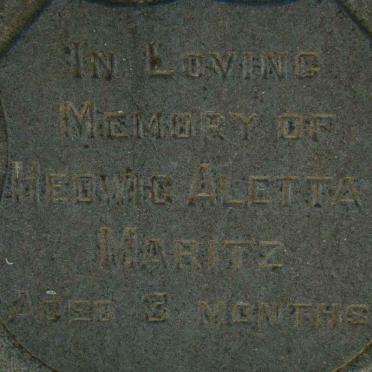 In Loving
Memory of
Hedwig Aletta
Maritz
Aged 3 months